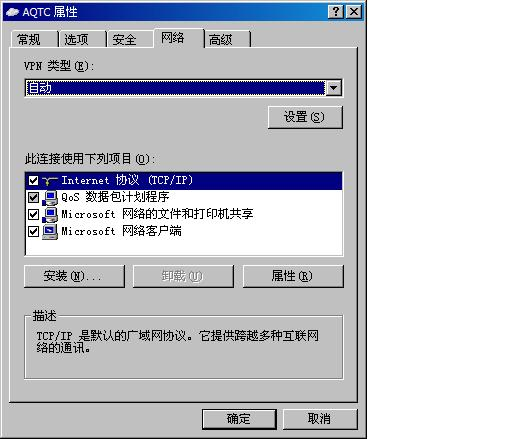 AQTC 属性
常规 选项 安全 网络 高级
VPN 类型(E):
自动
设置(S)
此连接使用下列项目(O):
Internet 协议 (TCP/IP)
QoS 数据包计划程序
Microsoft 网络的文件和打印机共享
Microsoft 网络客户端
安装(N)... 卸载(U) 属性(R)
描述
TCP/IP 是默认的广域网协议。它提供跨越多种互联网
络的通讯。
确定 取消